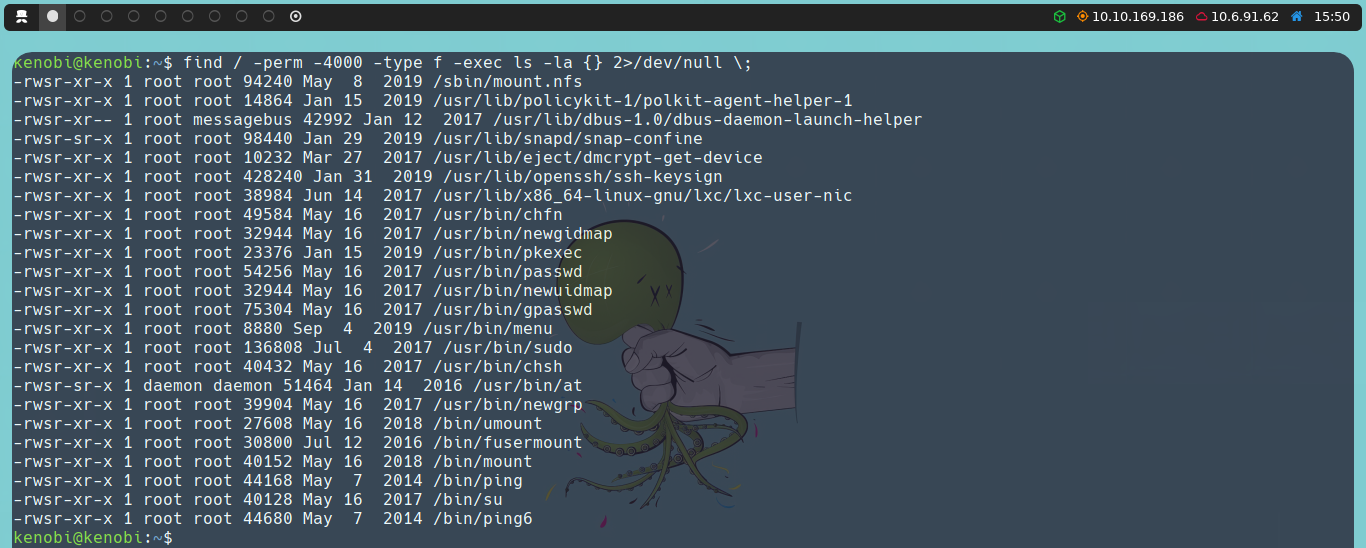 10.10.169.186 10.6.91.62 15:50
kenobi@kenobi:~$ find / -perm -4000 -type f -exec ls -la {} 2>/dev/null \;
-rwsr-xr-x 1 root root 94240 May  8  2019 /sbin/mount.nfs
-rwsr-xr-x 1 root root 14864 Jan 15  2019 /usr/lib/policykit-1/polkit-agent-helper-1
-rwsr-xr-- 1 root messagebus 42992 Jan 12  2017 /usr/lib/dbus-1.0/dbus-daemon-launch-helper
-rwsr-sr-x 1 root root 98440 Jan 29  2019 /usr/lib/snapd/snap-confine
-rwsr-xr-x 1 root root 10232 Mar 27  2017 /usr/lib/eject/dmcrypt-get-device
-rwsr-xr-x 1 root root 428240 Jan 31  2019 /usr/lib/openssh/ssh-keysign
-rwsr-xr-x 1 root root 38984 Jun 14  2017 /usr/lib/x86_64-linux-gnu/lxc/lxc-user-nic
-rwsr-xr-x 1 root root 49584 May 16  2017 /usr/bin/chfn
-rwsr-xr-x 1 root root 32944 May 16  2017 /usr/bin/newgidmap
-rwsr-xr-x 1 root root 23376 Jan 15  2019 /usr/bin/pkexec
-rwsr-xr-x 1 root root 54256 May 16  2017 /usr/bin/passwd
-rwsr-xr-x 1 root root 32944 May 16  2017 /usr/bin/newuidmap
-rwsr-xr-x 1 root root 75304 May 16  2017 /usr/bin/gpasswd
-rwsr-xr-x 1 root root 8880 Sep  4  2019 /usr/bin/menu
-rwsr-xr-x 1 root root 136808 Jul  4  2017 /usr/bin/sudo
-rwsr-xr-x 1 root root 40432 May 16  2017 /usr/bin/chsh
-rwsr-sr-x 1 daemon daemon 51464 Jan 14  2016 /usr/bin/at
-rwsr-xr-x 1 root root 39904 May 16  2017 /usr/bin/newgrp
-rwsr-xr-x 1 root root 27608 May 16  2018 /bin/umount
-rwsr-xr-x 1 root root 30800 Jul 12  2016 /bin/fusermount
-rwsr-xr-x 1 root root 40152 May 16  2018 /bin/mount
-rwsr-xr-x 1 root root 44168 May  7  2014 /bin/ping
-rwsr-xr-x 1 root root 40128 May 16  2017 /bin/su
-rwsr-xr-x 1 root root 44680 May  7  2014 /bin/ping6
kenobi@kenobi:~$